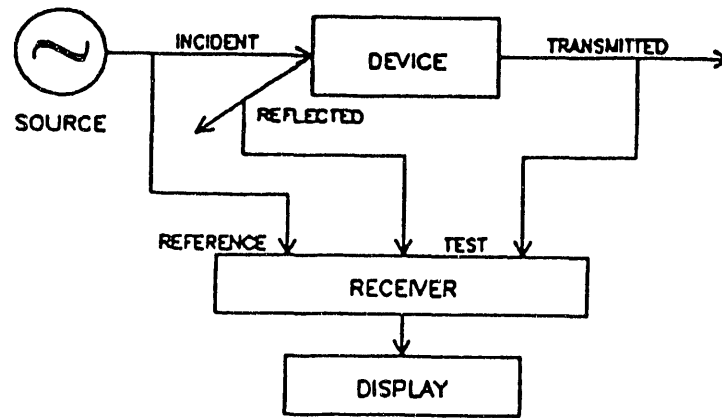 INCIDENT
DEVICE
TRANSMITTED
SOURCE
REFLECTED
REFERENCE
TEST
RECEIVER
DISPLAY